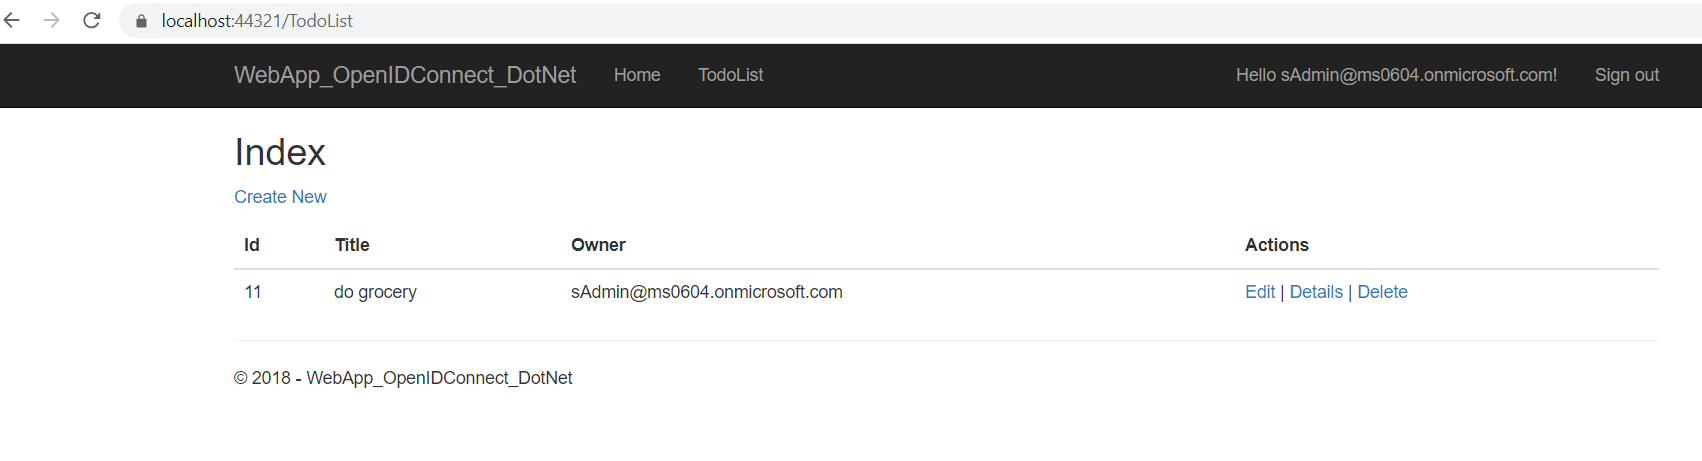 localhost:44321/TodoList
WebApp_OpenIDConnect_DotNet Home TodoList Hello sAdmin@ms0604.onmicrosoft.com! Sign out
Index
Create New
Id Title Owner Actions
11 do grocery sAdmin@ms0604.onmicrosoft.com Edit | Details | Delete
© 2018 - WebApp_OpenIDConnect_DotNet